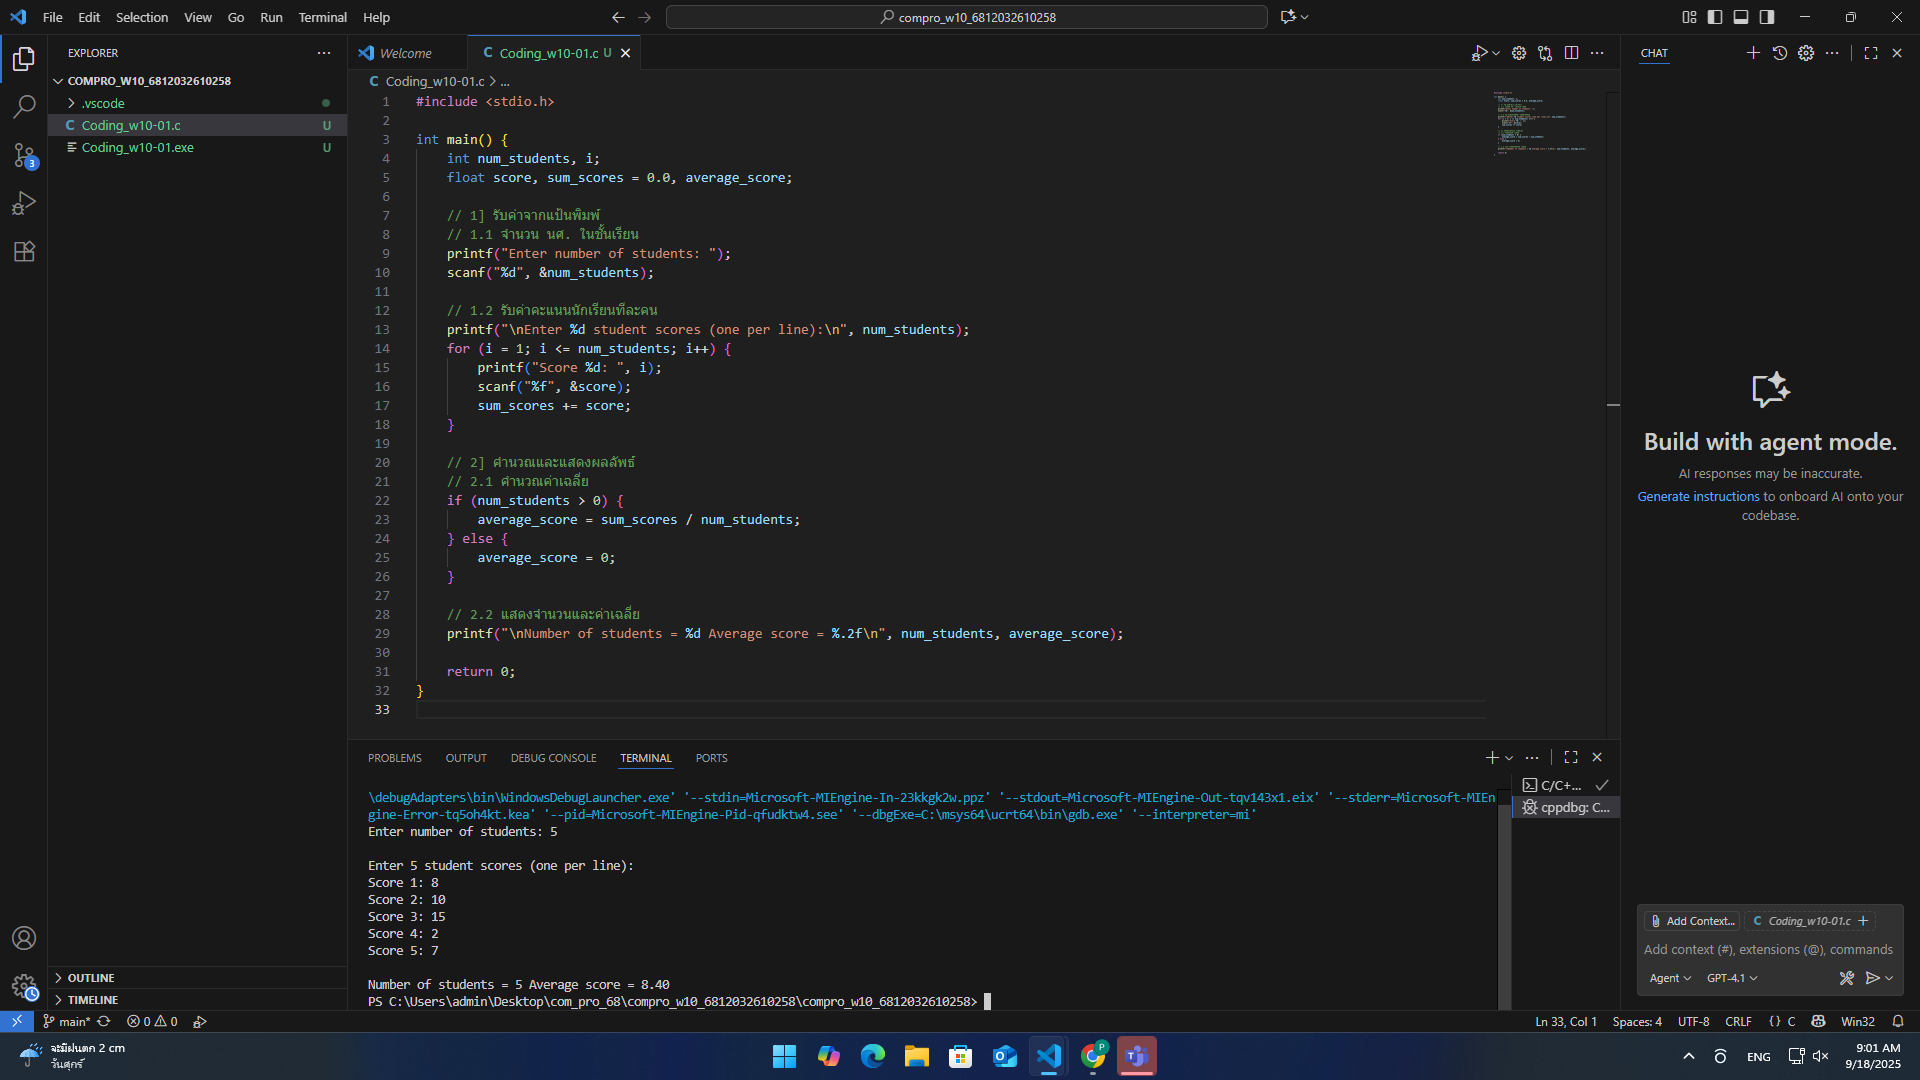 File Edit Selection View Go Run Terminal Help
compro_w10_6812032610258
EXPLORER
COMPRO_W10_6812032610258
.vscode
C Coding_w10-01.c U
Coding_w10-01.exe U
3
OUTLINE
TIMELINE
Welcome
C Coding_w10-01.c U
C Coding_w10-01.c > ...
1 #include <stdio.h>
2
3 int main() {
4 int num_students, i;
5 float score, sum_scores = 0.0, average_score;
6
7 // 1] รับค่าจากแป้นพิมพ์
8 // 1.1 จำนวน นศ. ในชั้นเรียน
9 printf("Enter number of students: ");
10 scanf("%d", &num_students);
11
12 // 1.2 รับค่าคะแนนนักเรียนทีละคน
13 printf("\nEnter %d student scores (one per line):\n", num_students);
14 for (i = 1; i <= num_students; i++) {
15 printf("Score %d: ", i);
16 scanf("%f", &score);
17 sum_scores += score;
18 }
19
20 // 2] คำนวณและแสดงผลลัพธ์
21 // 2.1 คำนวณค่าเฉลี่ย
22 if (num_students > 0) {
23 average_score = sum_scores / num_students;
24 } else {
25 average_score = 0;
26 }
27
28 // 2.2 แสดงจำนวนและค่าเฉลี่ย
29 printf("\nNumber of students = %d Average score = %.2f\n", num_students, average_score);
30
31 return 0;
32 }
33
PROBLEMS OUTPUT DEBUG CONSOLE TERMINAL PORTS
\debugAdapters\bin\WindowsDebugLauncher.exe' '--stdin=Microsoft-MIEngine-In-23kkgk2w.ppz' '--stdout=Microsoft-MIEngine-Out-tqv143x1.eix' '--stderr=Microsoft-MIEn
gine-Error-tq5oh4kt.kea' '--pid=Microsoft-MIEngine-Pid-qfudktw4.see' '--dbgExe=C:\msys64\ucrt64\bin\gdb.exe' '--interpreter=mi'
Enter number of students: 5
Enter 5 student scores (one per line):
Score 1: 8
Score 2: 10
Score 3: 15
Score 4: 2
Score 5: 7
Number of students = 5 Average score = 8.40
PS C:\Users\admin\Desktop\com_pro_68\compro_w10_6812032610258\compro_w10_6812032610258>
C/C+...
cppdbg: C...
CHAT
Build with agent mode.
AI responses may be inaccurate.
Generate instructions to onboard AI onto your
codebase.
Add Context... C Coding_w10-01.c +
Add context (#), extensions (@), commands
Agent GPT-4.1
main* 0 0
Ln 33, Col 1 Spaces: 4 UTF-8 CRLF {} C Win32
จะมีฝนตก 2 cm
วันศุกร์
P
ENG
9:01 AM
9/18/2025